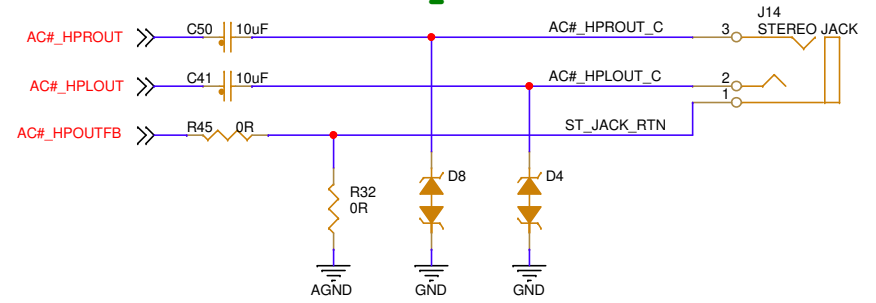 J14
C50 10uF AC#_HPROUT_C 3 STEREO JACK
AC#_HPROUT
C41 10uF AC#_HPLOUT_C 2
AC#_HPLOUT
1
R45 0R ST_JACK_RTN
AC#_HPOUTFB
D8 D4
R32
0R
AGND GND GND